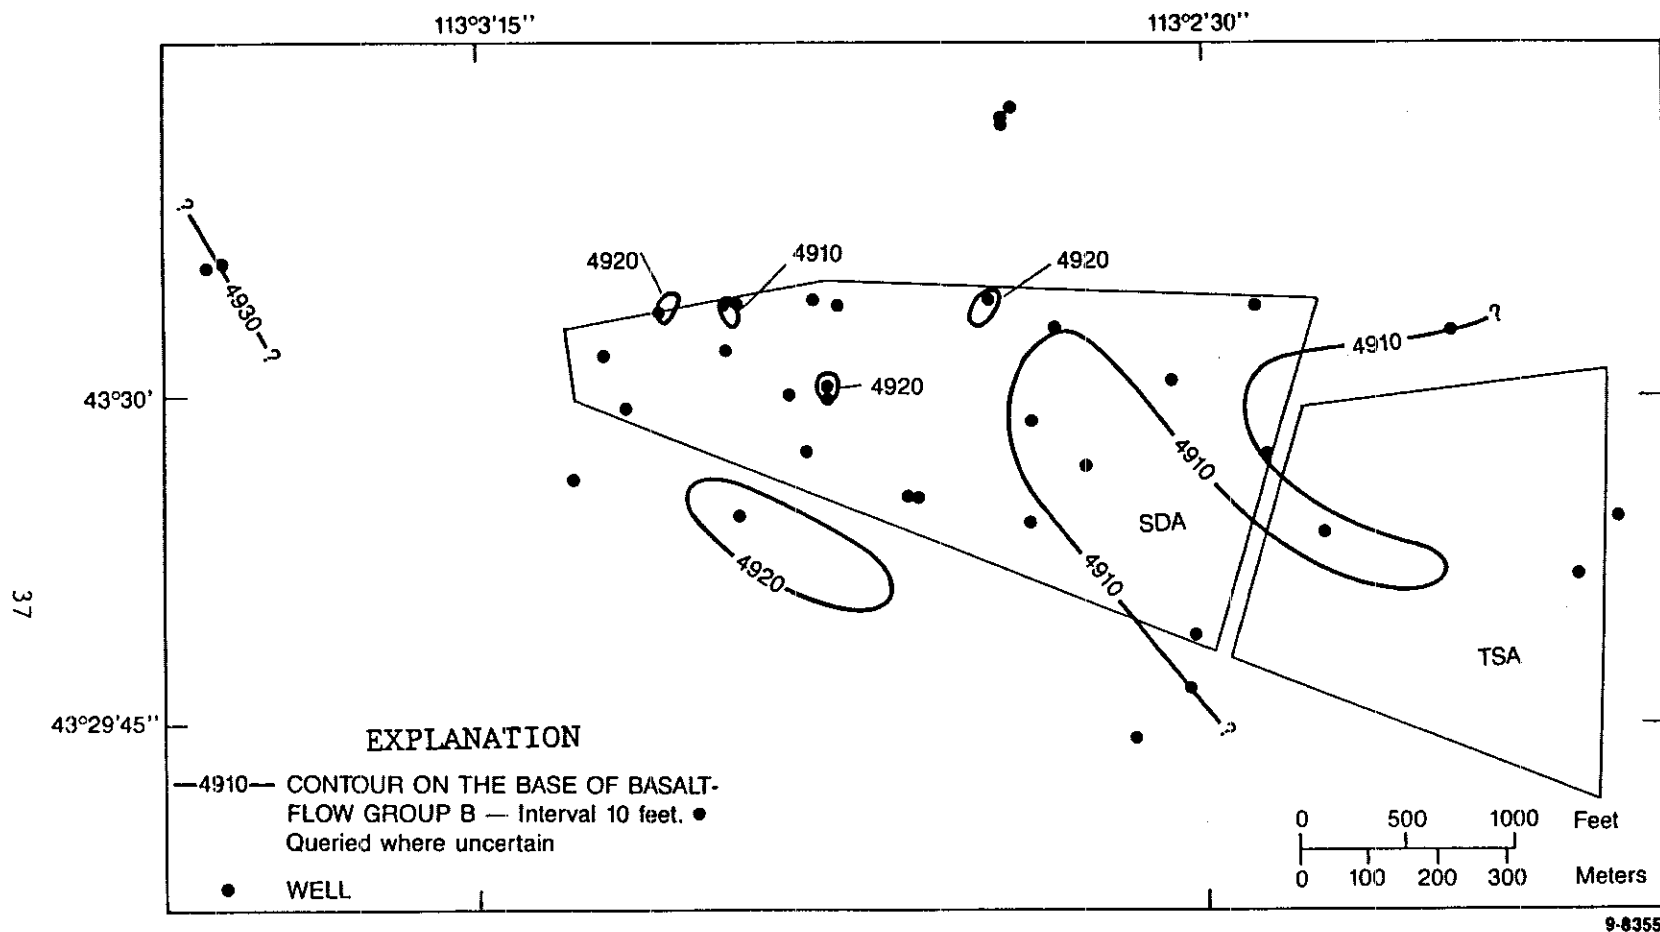 113°3'15"
113°2'30"
?
4920
4910
4920
4930
?
?
4910
43°30'
4920
4910
SDA
4920
4910
37
TSA
43°29'45"
?
EXPLANATION
—4910— CONTOUR ON THE BASE OF BASALT-
FLOW GROUP B — Interval 10 feet.
Queried where uncertain
WELL
0 500 1000 Feet
0 100 200 300 Meters
9-8355